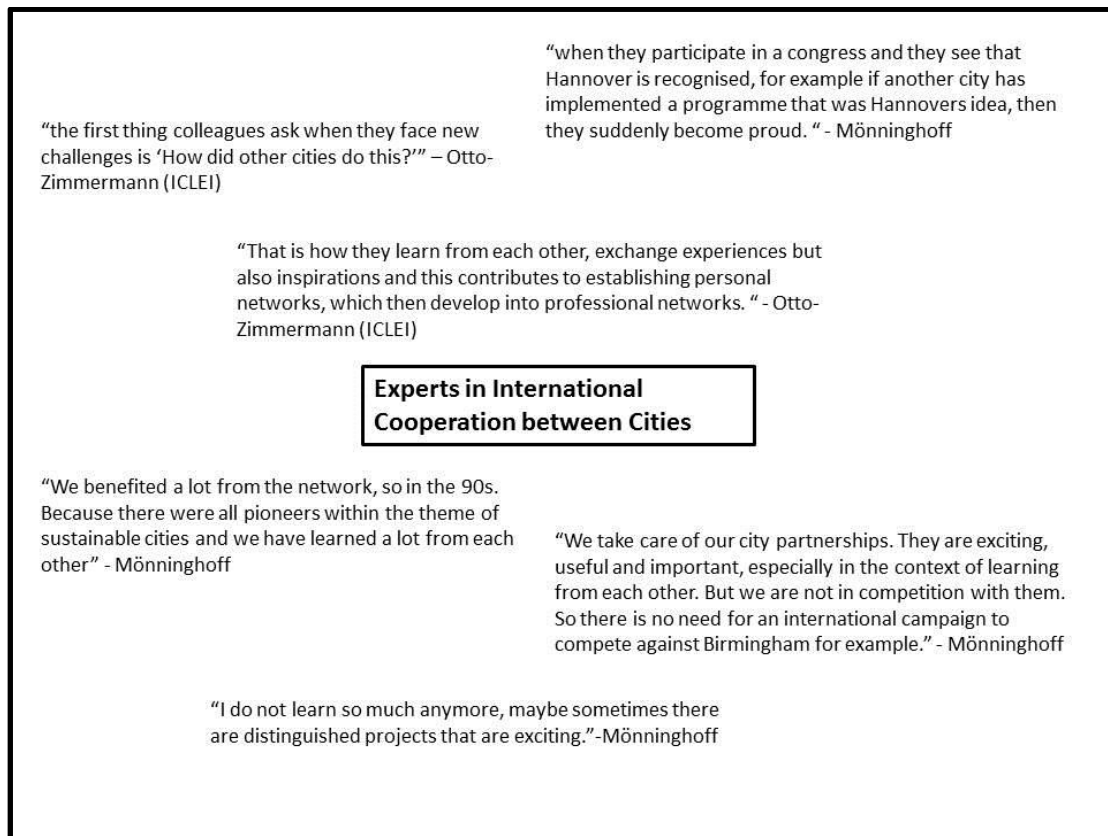 “when they participate in a congress and they see that
Hannover is recognised, for example if another city has
implemented a programme that was Hannovers idea, then
they suddenly become proud. “ - Mönninghoff
“the first thing colleagues ask when they face new
challenges is ‘How did other cities do this?’” – Otto-
Zimmermann (ICLEI)
“That is how they learn from each other, exchange experiences but
also inspirations and this contributes to establishing personal
networks, which then develop into professional networks. “ - Otto-
Zimmermann (ICLEI)
Experts in International
Cooperation between Cities
“We benefited a lot from the network, so in the 90s.
Because there were all pioneers within the theme of
sustainable cities and we have learned a lot from each
other” - Mönninghoff
“We take care of our city partnerships. They are exciting,
useful and important, especially in the context of learning
from each other. But we are not in competition with them.
So there is no need for an international campaign to
compete against Birmingham for example.” - Mönninghoff
“I do not learn so much anymore, maybe sometimes there
are distinguished projects that are exciting.”-Mönninghoff